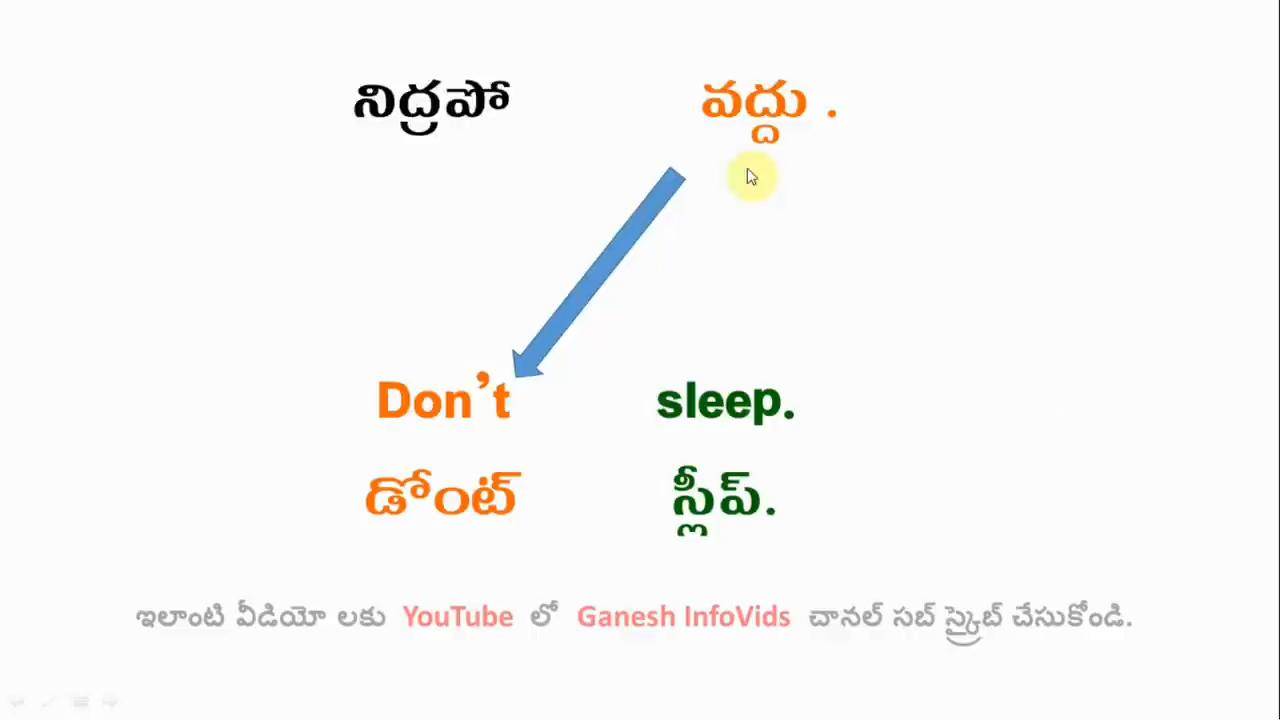 నిద్రపో వద్దు .
Don't sleep.
డోంట్ స్లీప్.
ఇలాంటి వీడియో లకు YouTube లో Ganesh InfoVids చానల్ సబ్ స్క్రైబ్ చేసుకోండి.